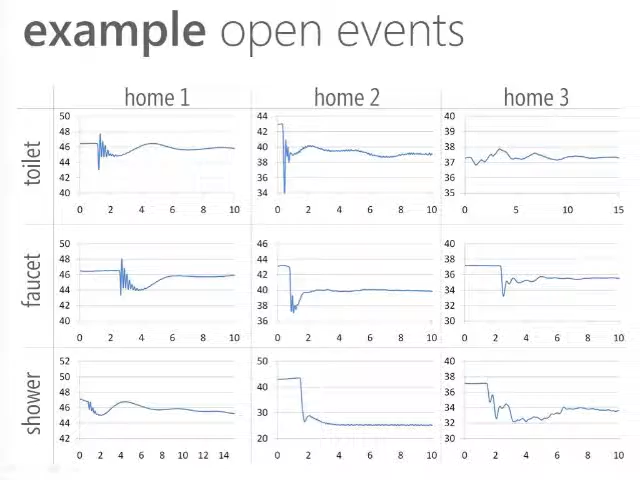 example open events
home 1 home 2 home 3
toilet
50 48 46 44 42 40
0 2 4 6 8 10
44 42 40 38 36 34
0 2 4 6 8 10
40 39 37 36 35
0 5 10 15
faucet
50 48 46 44 42 40
0 2 4 6 8 10
46 44 42 40 38 36
0 2 4 6 8 10
40 38 36 34 32 30
0 2 4 6 8 10
shower
52 50 48 46 44 42
0 2 4 6 8 10 12 14
50 40 30 20
0 2 4 6 8 10
40 38 36 34 32 30
0 2 4 6 8 10